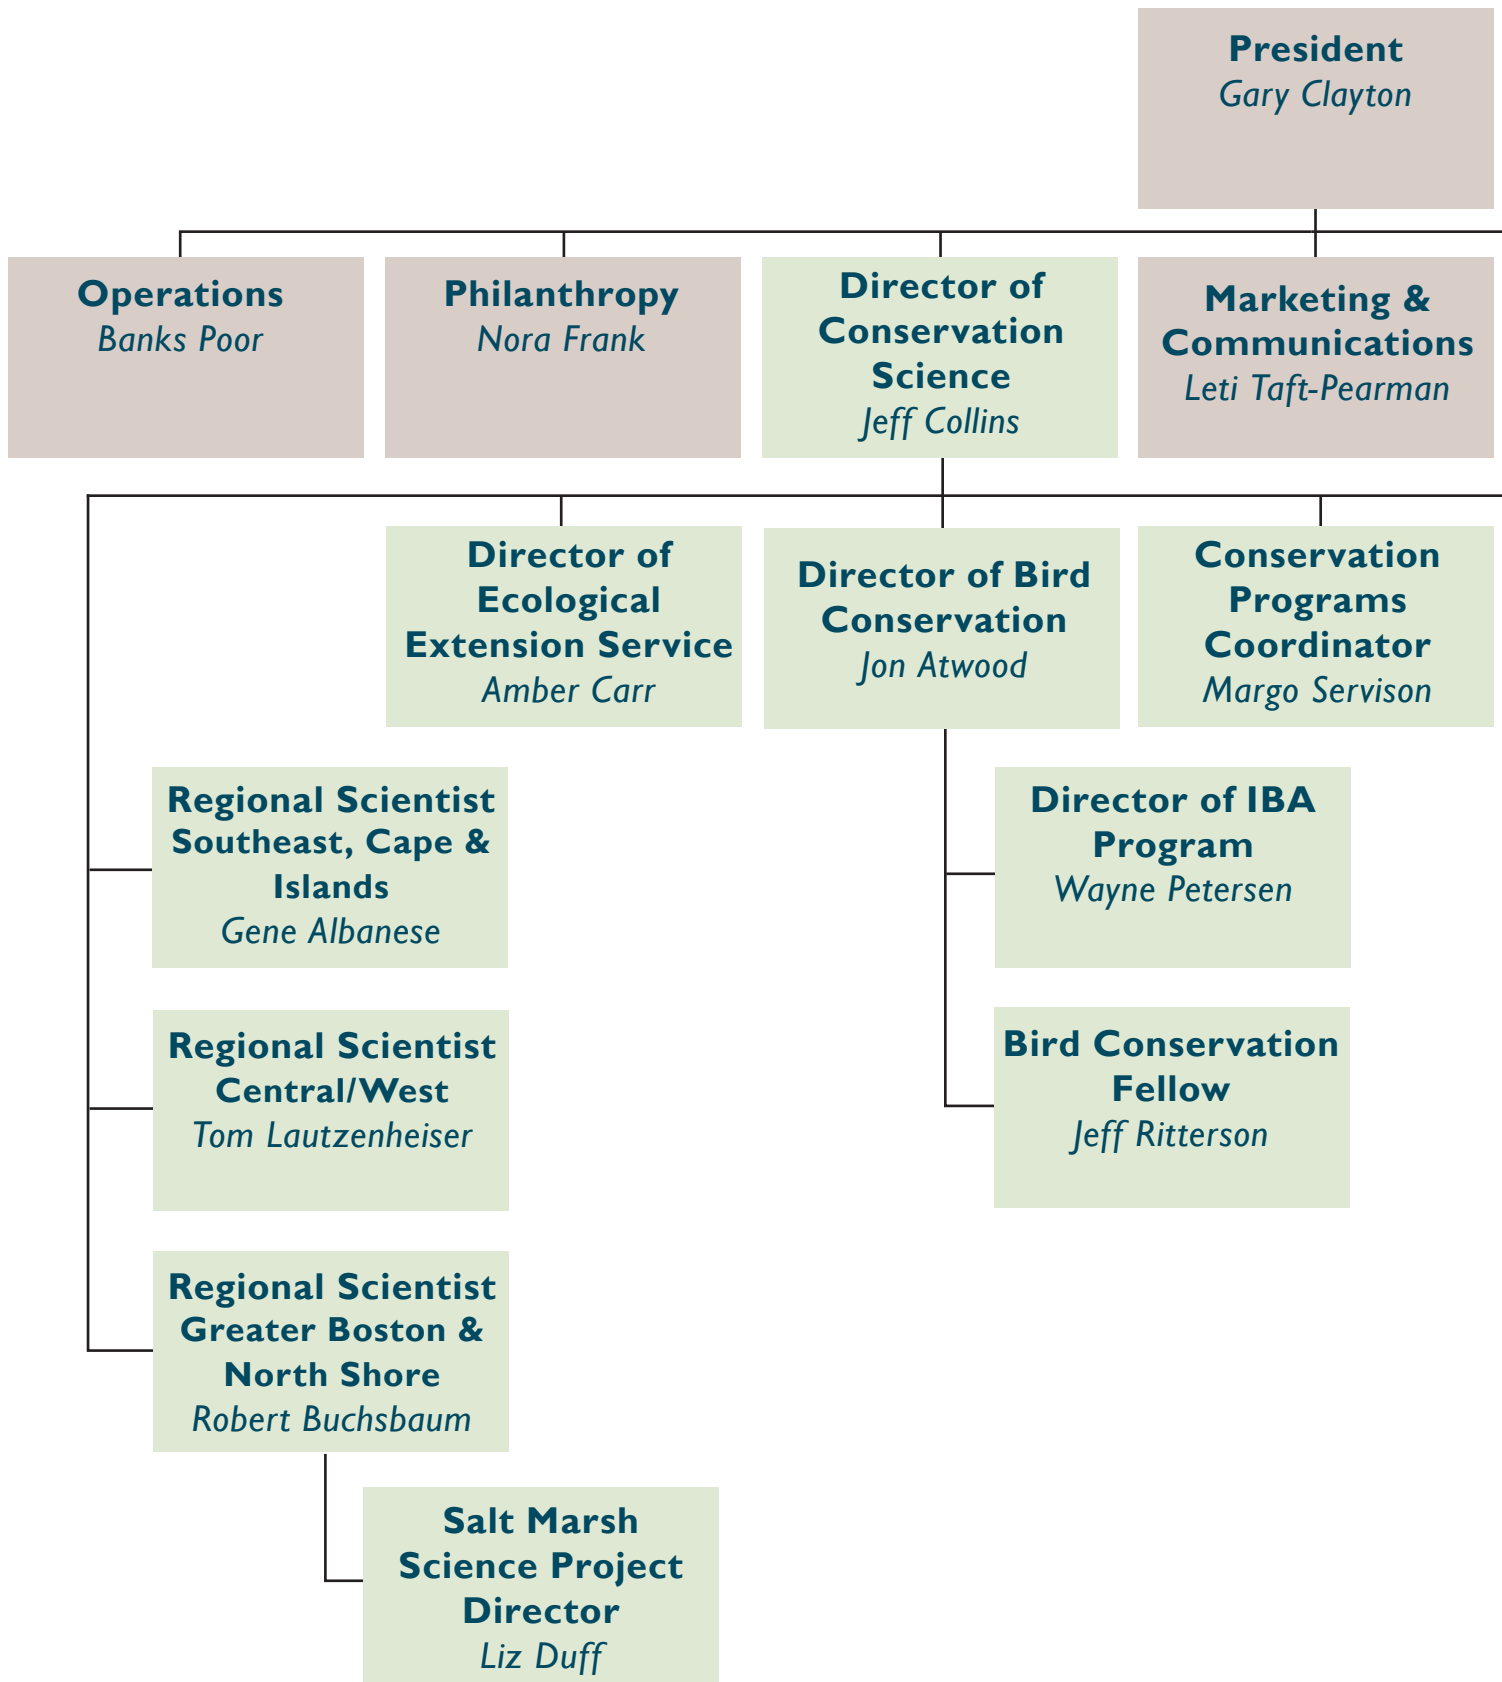 President
Gary Clayton
Operations
Banks Poor
Philanthropy
Nora Frank
Director of
Conservation
Science
Jeff Collins
Marketing &
Communications
Leti Taft-Pearman
Director of
Ecological
Extension Service
Amber Carr
Director of Bird
Conservation
Jon Atwood
Conservation
Programs
Coordinator
Margo Servison
Regional Scientist
Southeast, Cape &
Islands
Gene Albanese
Director of IBA
Program
Wayne Petersen
Regional Scientist
Central/West
Tom Lautzenheiser
Bird Conservation
Fellow
Jeff Ritterson
Regional Scientist
Greater Boston &
North Shore
Robert Buchsbaum
Salt Marsh
Science Project
Director
Liz Duff